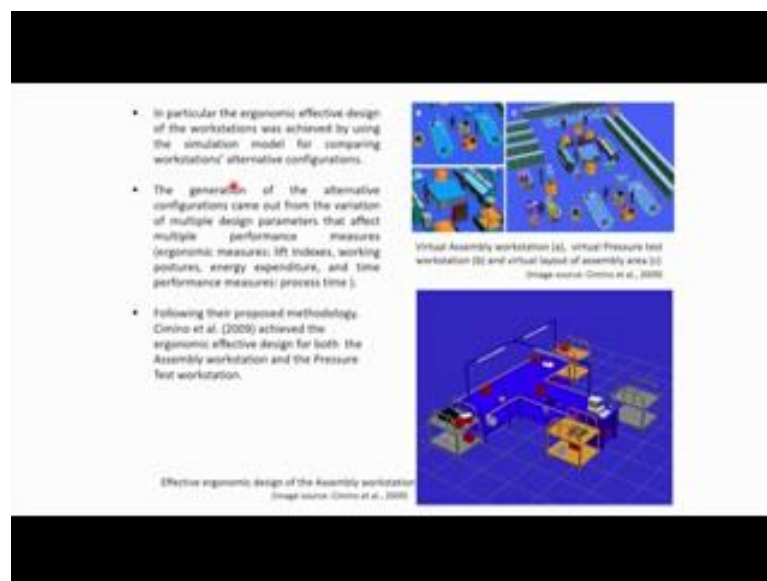 • In particular the ergonomic effective design
of the workstations was achieved by using
the simulation model for comparing
workstations' alternative configurations.
• The generation of the alternative
configurations came out from the variation
of multiple design parameters that affect
multiple performance measures
(ergonomic measures: lift indexes, working
postures, energy expenditure, and time
performance measures: process time ).
• Following their proposed methodology,
Cimino et al. (2009) achieved the
ergonomic effective design for both the
Assembly workstation and the Pressure
Test workstation.
Virtual Assembly workstation (a), virtual Pressure test
workstation (b) and virtual layout of assembly area (c)
(Image source: Cimino et al., 2009)
Effective ergonomic design of the Assembly workstation
(Image source: Cimino et al., 2009)